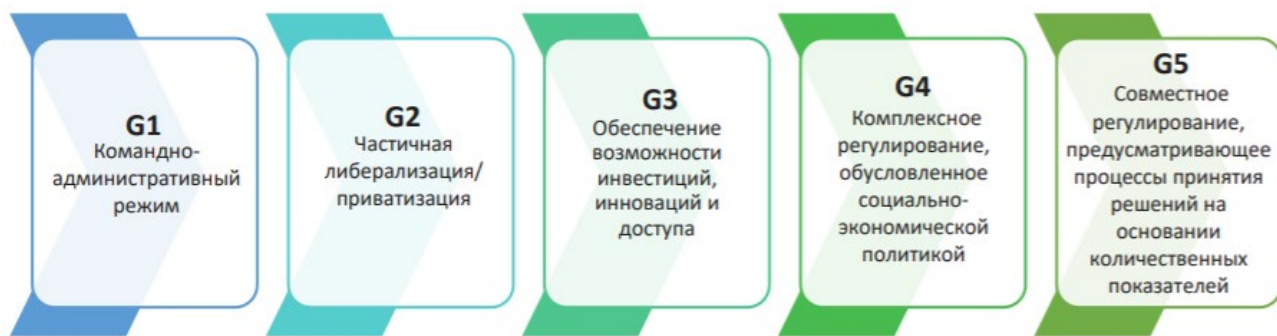 G1
Командно-
административный
режим
G2
Частичная
либерализация/
приватизация
G3
Обеспечение
возможности
инвестиций,
инноваций и
доступа
G4
Комплексное
регулирование,
обусловленное
социально-
экономической
политикой
G5
Совместное
регулирование,
предусматривающее
процессы принятия
решений на
основании
количественных
показателей